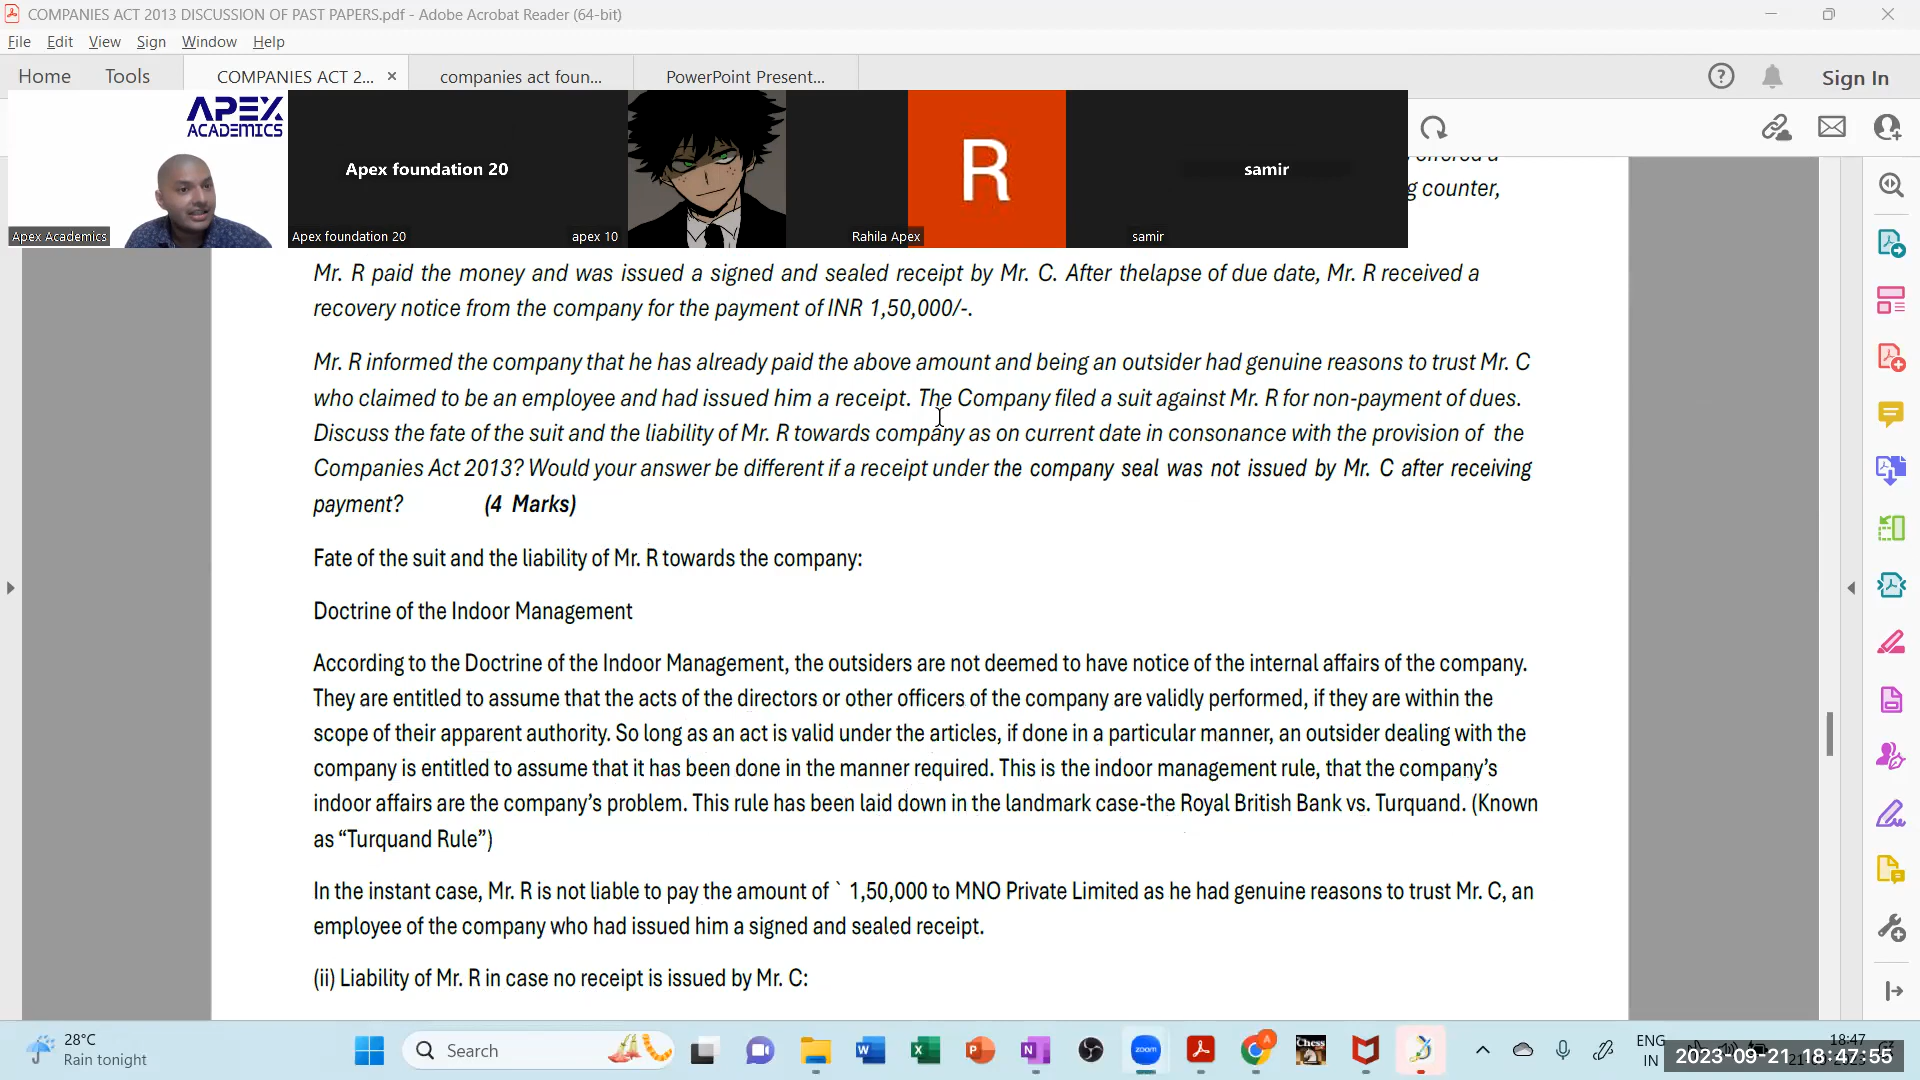 COMPANIES ACT 2013 DISCUSSION OF PAST PAPERS.pdf - Adobe Acrobat Reader (64-bit)
File Edit View Sign Window Help
Home Tools COMPANIES ACT 2... × companies act foun... PowerPoint Present... Sign In
APEX
ACADEMICS
Apex foundation 20
R
samir
Apex Academics
Apex foundation 20
apex 10
Rahila Apex
samir
g counter,
Mr. R paid the money and was issued a signed and sealed receipt by Mr. C. After thelapse of due date, Mr. R received a
recovery notice from the company for the payment of INR 1,50,000/-.
Mr. R informed the company that he has already paid the above amount and being an outsider had genuine reasons to trust Mr. C
who claimed to be an employee and had issued him a receipt. The Company filed a suit against Mr. R for non-payment of dues.
Discuss the fate of the suit and the liability of Mr. R towards company as on current date in consonance with the provision of the
Companies Act 2013? Would your answer be different if a receipt under the company seal was not issued by Mr. C after receiving
payment? (4 Marks)
Fate of the suit and the liability of Mr. R towards the company:
Doctrine of the Indoor Management
According to the Doctrine of the Indoor Management, the outsiders are not deemed to have notice of the internal affairs of the company.
They are entitled to assume that the acts of the directors or other officers of the company are validly performed, if they are within the
scope of their apparent authority. So long as an act is valid under the articles, if done in a particular manner, an outsider dealing with the
company is entitled to assume that it has been done in the manner required. This is the indoor management rule, that the company’s
indoor affairs are the company’s problem. This rule has been laid down in the landmark case-the Royal British Bank vs. Turquand. (Known
as “Turquand Rule”)
In the instant case, Mr. R is not liable to pay the amount of ` 1,50,000 to MNO Private Limited as he had genuine reasons to trust Mr. C, an
employee of the company who had issued him a signed and sealed receipt.
(ii) Liability of Mr. R in case no receipt is issued by Mr. C:
28°C
Rain tonight
Search
zoom
Chess
ENG
IN
18:47
2023-09-21 18:47:55